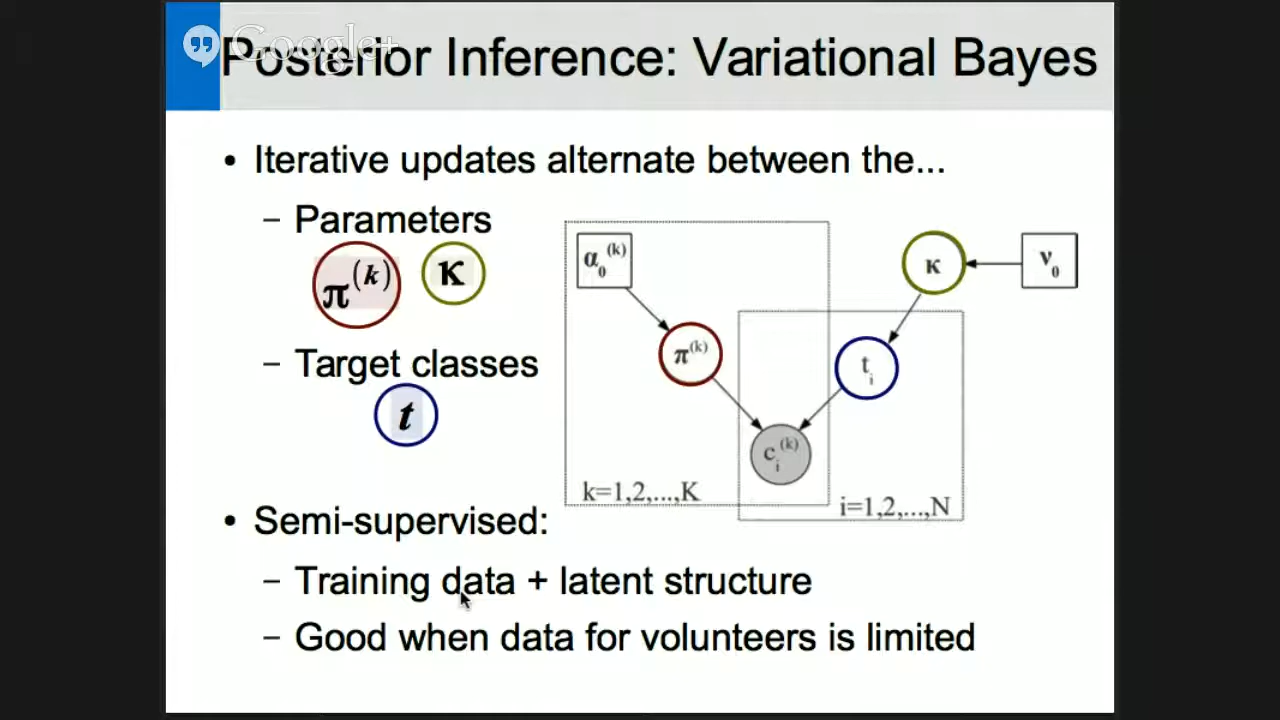 Google+
Posterior Inference: Variational Bayes
• Iterative updates alternate between the...
– Parameters
π(k) κ
– Target classes
t
α0(k)
κ
ν0
π(k)
ti
ci(k)
k=1,2,...,K
i=1,2,...,N
• Semi-supervised:
– Training data + latent structure
– Good when data for volunteers is limited